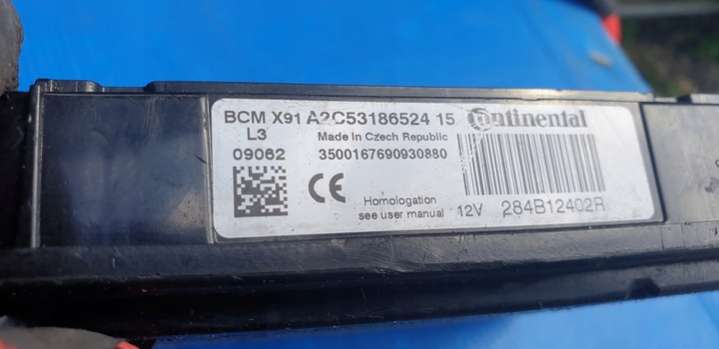 BCM X91 A2C53186524 15 Continental
L3 Made In Czech Republic
09062 3500167690930880
CE
Homologation
see user manual 12V 284B12402R